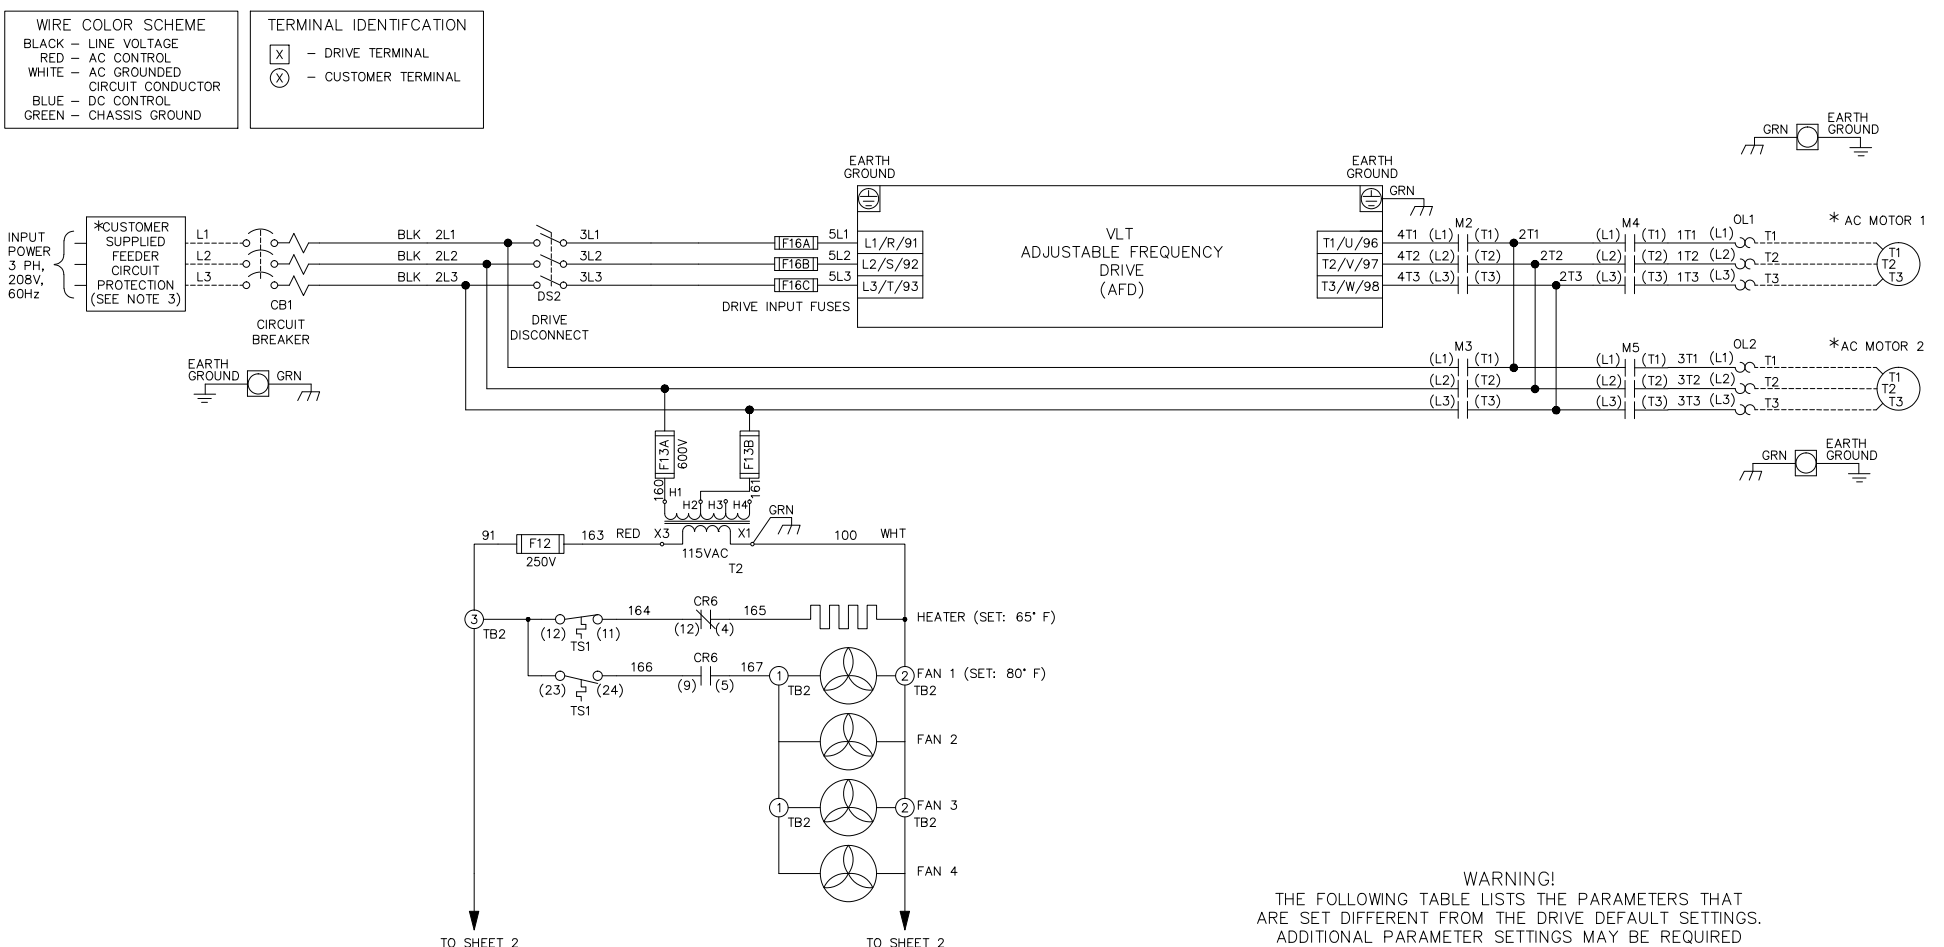 WIRE COLOR SCHEME
BLACK – LINE VOLTAGE
RED – AC CONTROL
WHITE – AC GROUNDED
CIRCUIT CONDUCTOR
BLUE – DC CONTROL
GREEN – CHASSIS GROUND
TERMINAL IDENTIFCATION
X – DRIVE TERMINAL
X – CUSTOMER TERMINAL
GRN
EARTH
GROUND
INPUT
POWER
3 PH,
208V,
60Hz
*CUSTOMER
SUPPLIED
FEEDER
CIRCUIT
PROTECTION
(SEE NOTE 3)
L1
L2
L3
CB1
CIRCUIT
BREAKER
BLK 2L1
BLK 2L2
BLK 2L3
DS2
DRIVE
DISCONNECT
3L1
3L2
3L3
F16A
F16B
F16C
DRIVE INPUT FUSES
5L1
5L2
5L3
EARTH
GROUND
L1/R/91
L2/S/92
L3/T/93
VLT
ADJUSTABLE FREQUENCY
DRIVE
(AFD)
EARTH
GROUND
GRN
T1/U/96
T2/V/97
T3/W/98
M2
4T1 (L1) (T1)
4T2 (L2) (T2)
4T3 (L3) (T3)
2T1
2T2
2T3
M4
(L1) (T1) 1T1 (L1)
(L2) (T2) 1T2 (L2)
(L3) (T3) 1T3 (L3)
OL1
T1
T2
T3
* AC MOTOR 1
T1
T2
T3
EARTH
GROUND
GRN
M3
(L1) (T1)
(L2) (T2)
(L3) (T3)
M5
(L1) (T1) 3T1 (L1)
(L2) (T2) 3T2 (L2)
(L3) (T3) 3T3 (L3)
OL2
T1
T2
T3
*AC MOTOR 2
T1
T2
T3
GRN
EARTH
GROUND
F13A
600V
F13B
160
H1
H2
H3
H4
161
GRN
91
F12
250V
163
RED
X3
X1
115VAC
T2
100
WHT
3
TB2
(12)
(11)
TS1
164
CR6
(12)
(4)
165
HEATER (SET: 65° F)
(23)
(24)
TS1
166
CR6
(9)
(5)
167
1
TB2
2
TB2
FAN 1 (SET: 80° F)
FAN 2
1
TB2
2
TB2
FAN 3
FAN 4
TO SHEET 2
TO SHEET 2
WARNING!
THE FOLLOWING TABLE LISTS THE PARAMETERS THAT
ARE SET DIFFERENT FROM THE DRIVE DEFAULT SETTINGS.
ADDITIONAL PARAMETER SETTINGS MAY BE REQUIRED